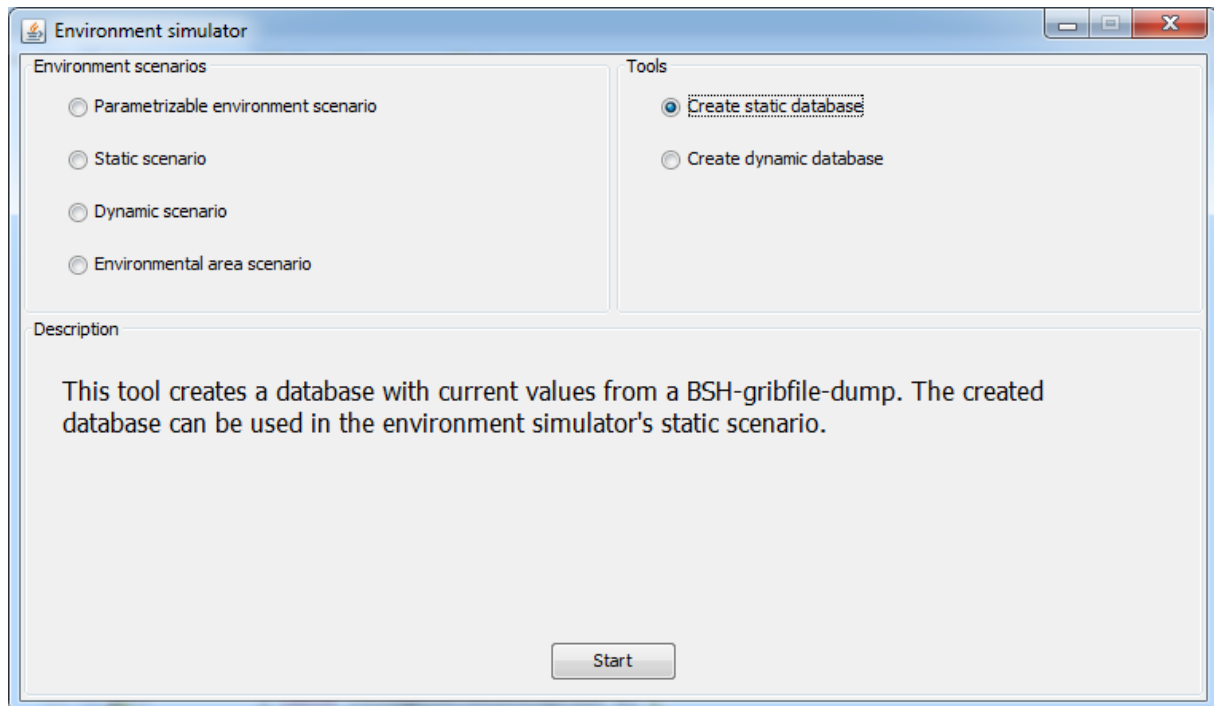 Environment simulator
Environment scenarios
Parametrizable environment scenario
Static scenario
Dynamic scenario
Environmental area scenario
Tools
Create static database
Create dynamic database
Description
This tool creates a database with current values from a BSH-gribfile-dump. The created
database can be used in the environment simulator's static scenario.
Start